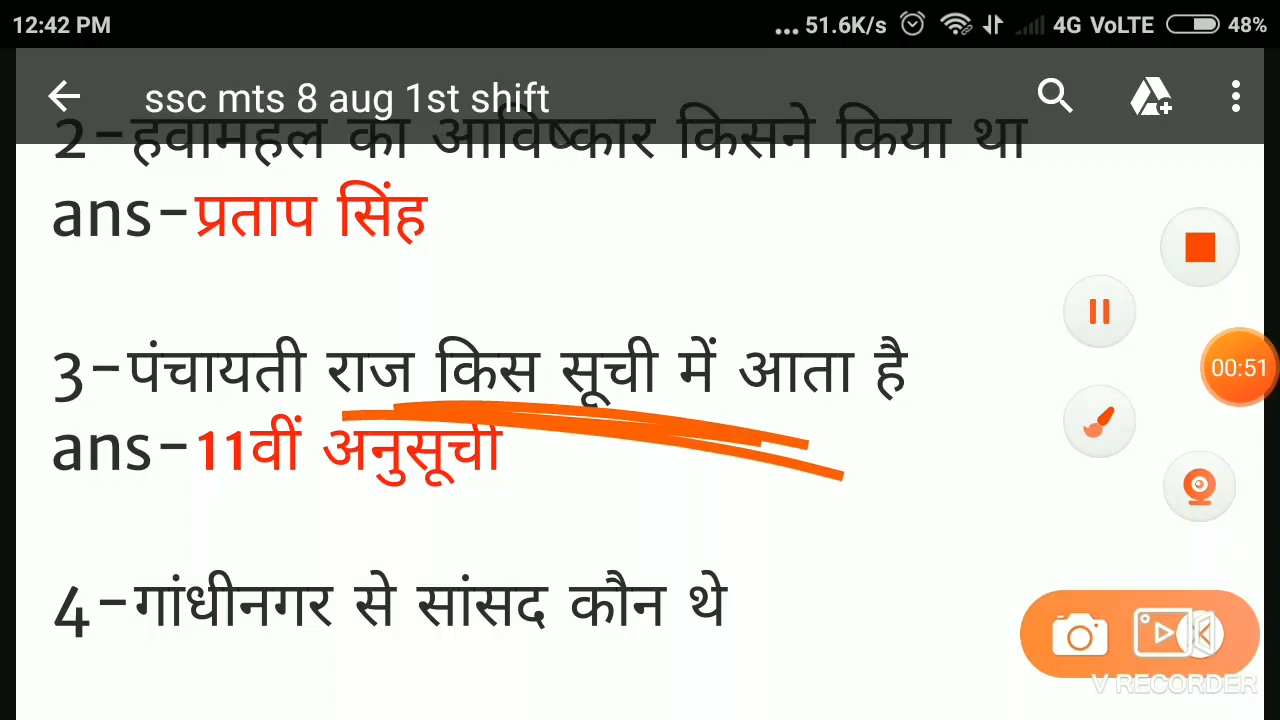 12:42 PM
... 51.6K/s 4G VoLTE 48%
ssc mts 8 aug 1st shift
2-हवामहल का आविष्कार किसने किया था
ans-प्रताप सिंह
3-पंचायती राज किस सूची में आता है
00:51
ans-11वीं अनुसूची
4-गांधीनगर से सांसद कौन थे
V RECORDER